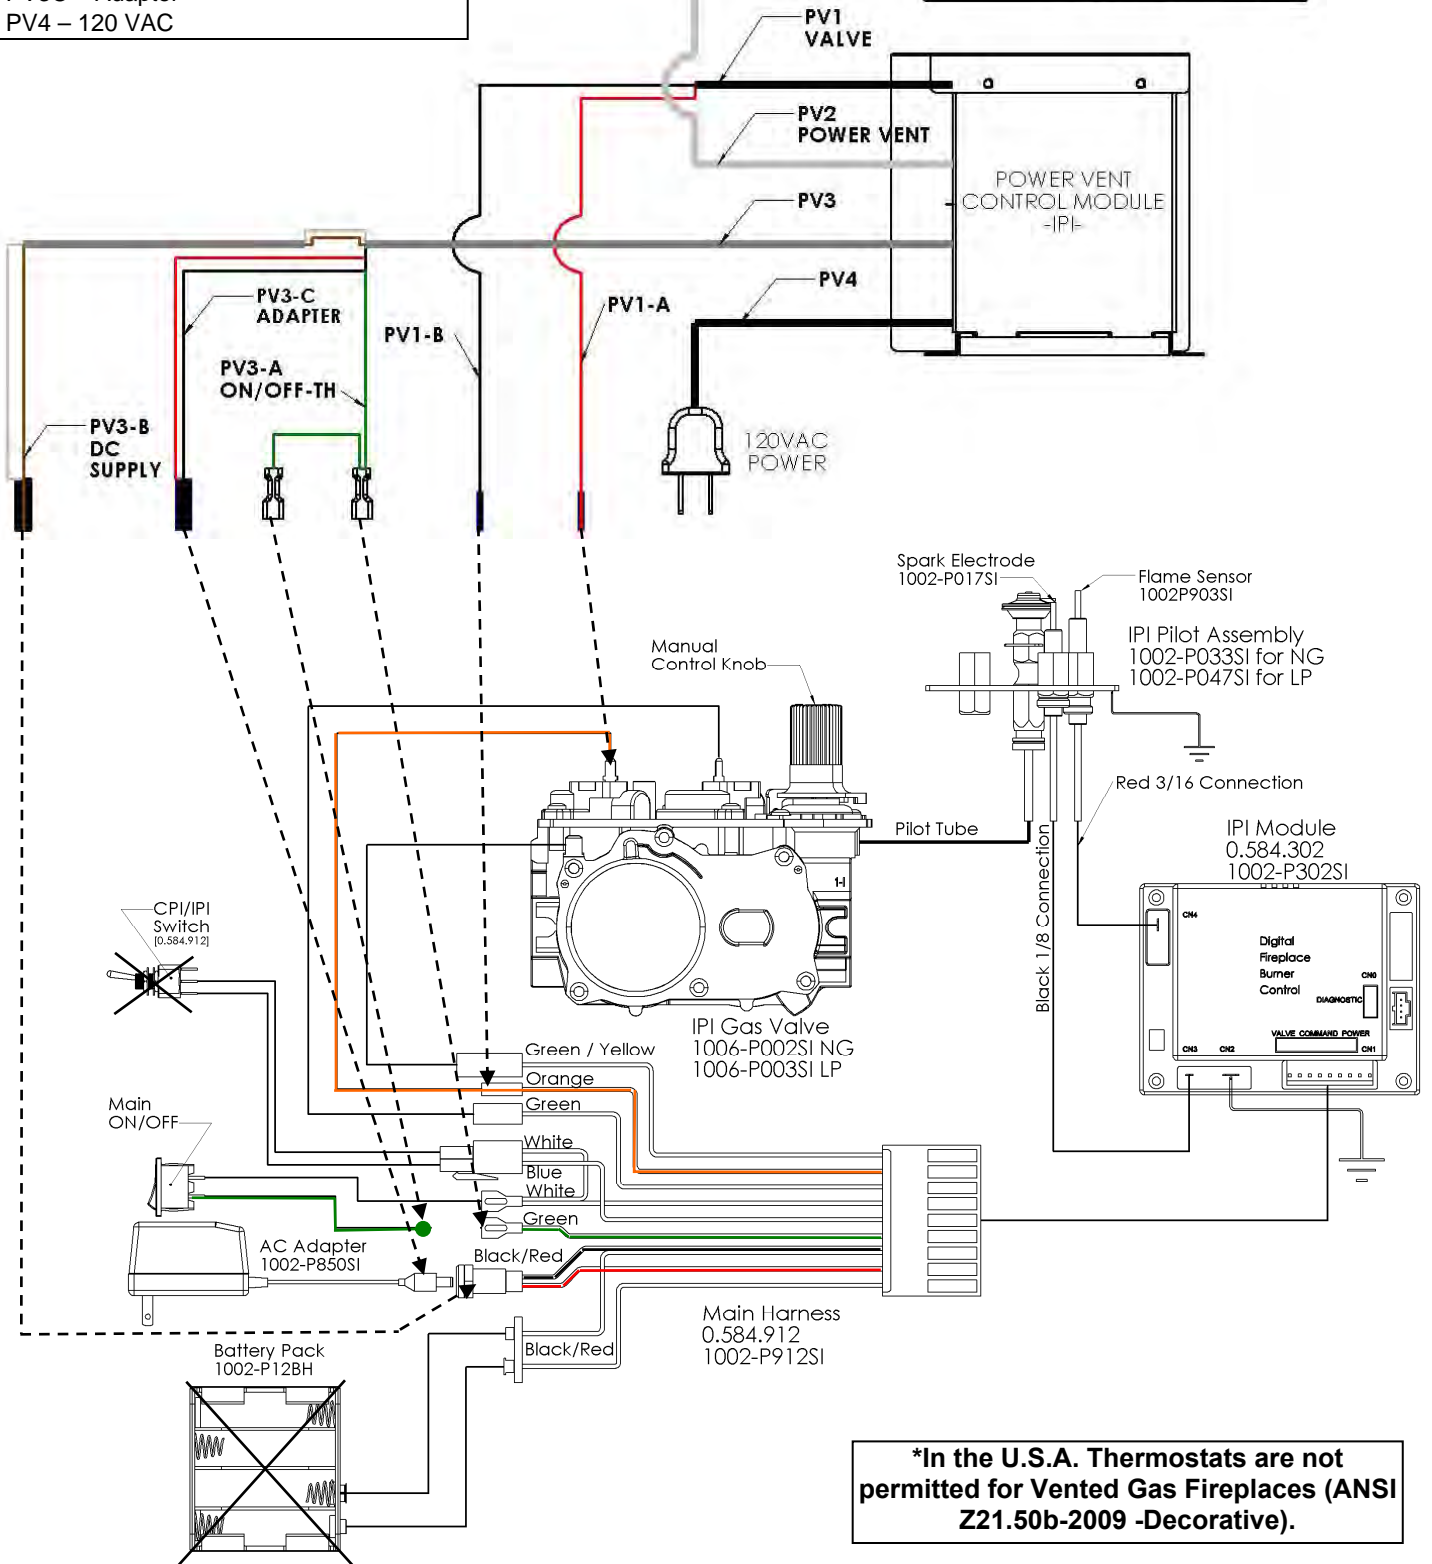 PV4 – 120 VAC
PV1
VALVE
PV2
POWER VENT
POWER VENT
CONTROL MODULE
-IPI-
PV3
PV4
PV3-C
ADAPTER
PV1-A
PV1-B
PV3-A
ON/OFF-TH
PV3-B
DC
SUPPLY
120VAC
POWER
Spark Electrode
1002-P017SI
Flame Sensor
1002P903SI
IPI Pilot Assembly
1002-P033SI for NG
1002-P047SI for LP
Manual
Control Knob
Red 3/16 Connection
Pilot Tube
Black 1/8 Connection
IPI Module
0.584.302
1002-P302SI
CN4
Digital
Fireplace
Burner
Control
CN0
DIAGNOSTIC
VALVE COMMAND POWER
CN3
CN2
CN1
1-I
CPI/IPI
Switch
[0.584.912]
IPI Gas Valve
1006-P002SI NG
1006-P003SI LP
Green / Yellow
Orange
Green
White
Blue
White
Green
Black/Red
Main
ON/OFF
AC Adapter
1002-P850SI
Main Harness
0.584.912
1002-P912SI
Black/Red
Battery Pack
1002-P12BH
*In the U.S.A. Thermostats are not
permitted for Vented Gas Fireplaces (ANSI
Z21.50b-2009 -Decorative).